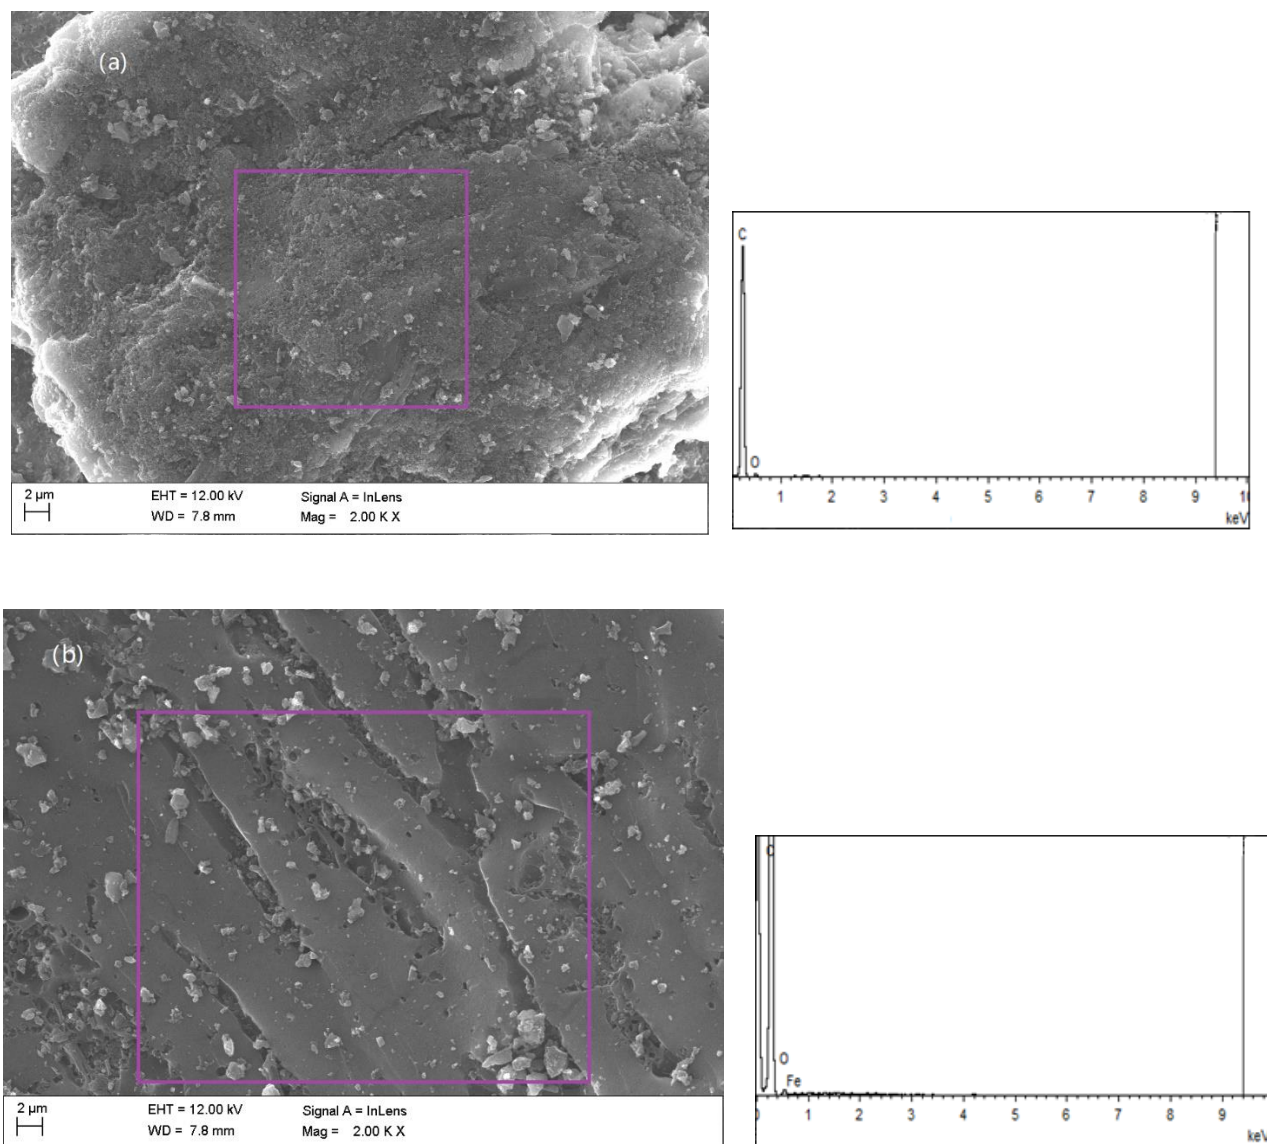 (a)
2 µm
EHT = 12.00 kV
Signal A = InLens
WD = 7.8 mm
Mag = 2.00 K X
C
O
1 2 3 4 5 6 7 8 9 10
keV
(b)
2 µm
EHT = 12.00 kV
Signal A = InLens
WD = 7.8 mm
Mag = 2.00 K X
C
O
Fe
0 1 2 3 4 5 6 7 8 9
keV